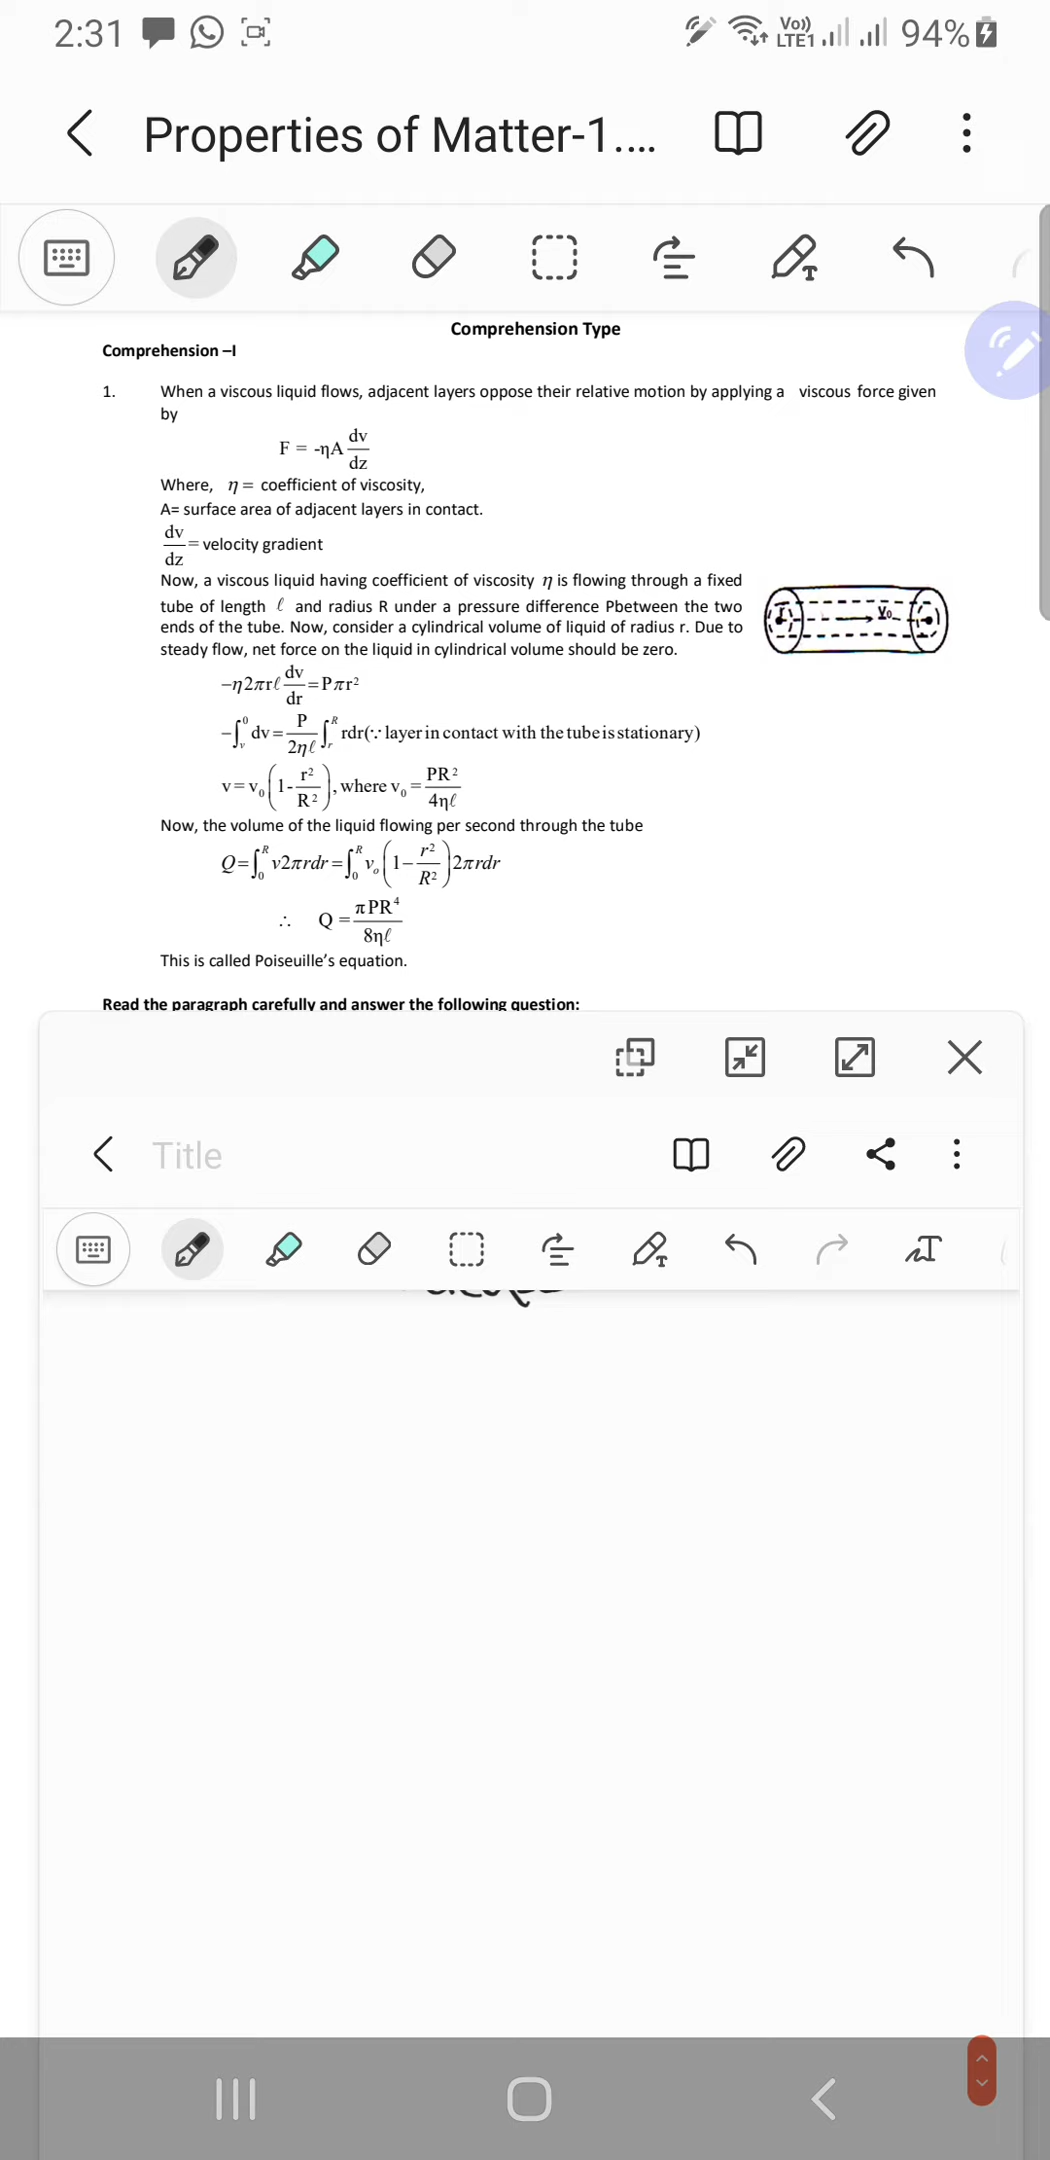 2:31 Vo)) LTE1 94%
Properties of Matter-1....
Comprehension Type
Comprehension –I
1. When a viscous liquid flows, adjacent layers oppose their relative motion by applying a viscous force given
by
F = -ηA dv/dz
Where, η = coefficient of viscosity,
A= surface area of adjacent layers in contact.
dv/dz = velocity gradient
Now, a viscous liquid having coefficient of viscosity η is flowing through a fixed
tube of length ℓ and radius R under a pressure difference Pbetween the two
ends of the tube. Now, consider a cylindrical volume of liquid of radius r. Due to
steady flow, net force on the liquid in cylindrical volume should be zero.
r V₀
−η2πrℓ dv/dr = Pπr²
−∫ᵥ⁰ dv = P/2ηℓ ∫ᵣᴿ rdr(∵ layer in contact with the tube is stationary)
v = v₀(1 - r²/R²), where v₀ = PR²/4ηℓ
Now, the volume of the liquid flowing per second through the tube
Q=∫₀ᴿ v2πrdr = ∫₀ᴿ vₒ(1 − r²/R²)2πrdr
∴ Q = πPR⁴/8ηℓ
This is called Poiseuille’s equation.
Read the paragraph carefully and answer the following question:
Title